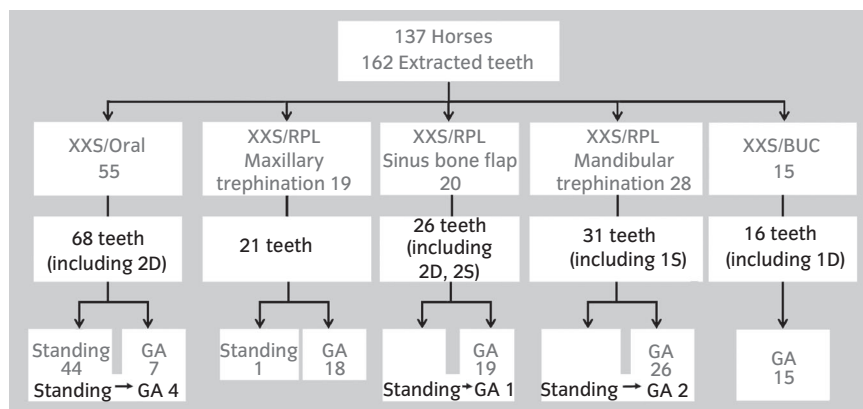 137 Horses
162 Extracted teeth
XXS/Oral
55
XXS/RPL
Maxillary
trephination 19
XXS/RPL
Sinus bone flap
20
XXS/RPL
Mandibular
trephination 28
XXS/BUC
15
68 teeth
(including 2D)
21 teeth
26 teeth
(including
2D, 2S)
31 teeth
(including 1S)
16 teeth
(including 1D)
Standing
44
GA
7
Standing → GA 4
Standing
1
GA
18
GA
19
Standing → GA 1
GA
26
Standing → GA 2
GA
15